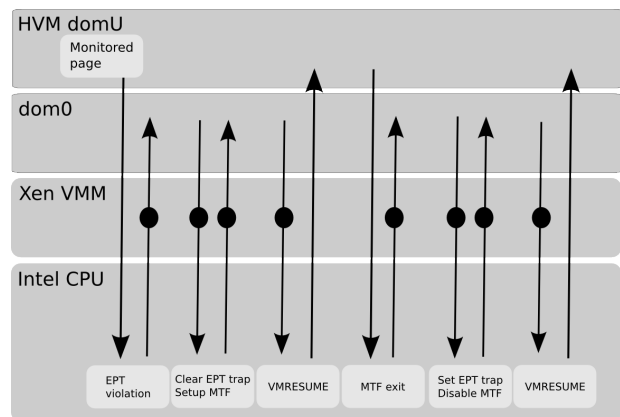 HVM domU
Monitored
page
dom0
Xen VMM
Intel CPU
EPT
violation
Clear EPT trap
Setup MTF
VMRESUME
MTF exit
Set EPT trap
Disable MTF
VMRESUME